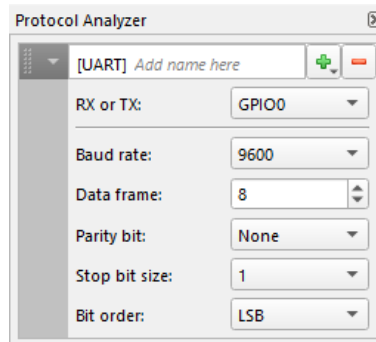 Protocol Analyzer
[UART] Add name here
RX or TX: GPIO0
Baud rate: 9600
Data frame: 8
Parity bit: None
Stop bit size: 1
Bit order: LSB